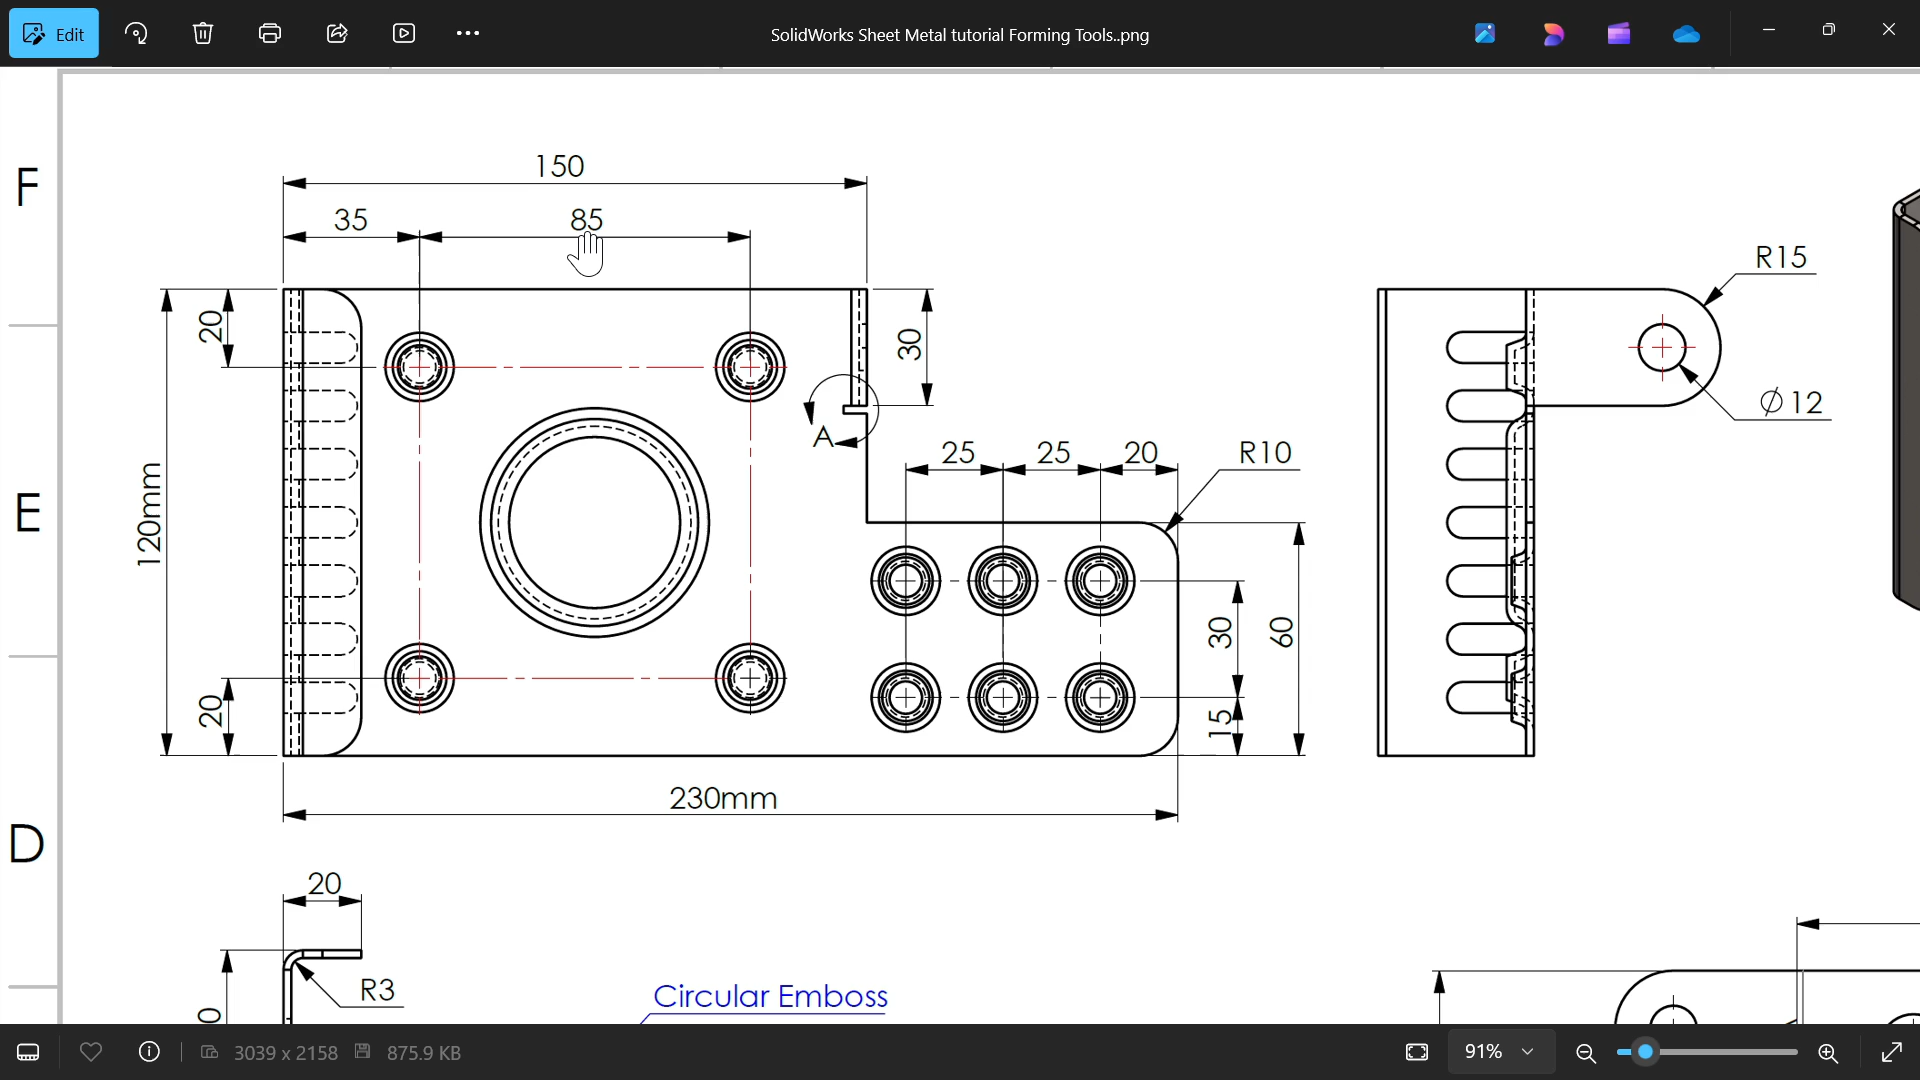 Edit
SolidWorks Sheet Metal tutorial Forming Tools..png
F
150
35
85
R15
20
30
Ø 12
A
25
25
20
R10
120mm
E
30
60
20
15
230mm
D
20
R3
0
Circular Emboss
3039 x 2158
875.9 KB
91%